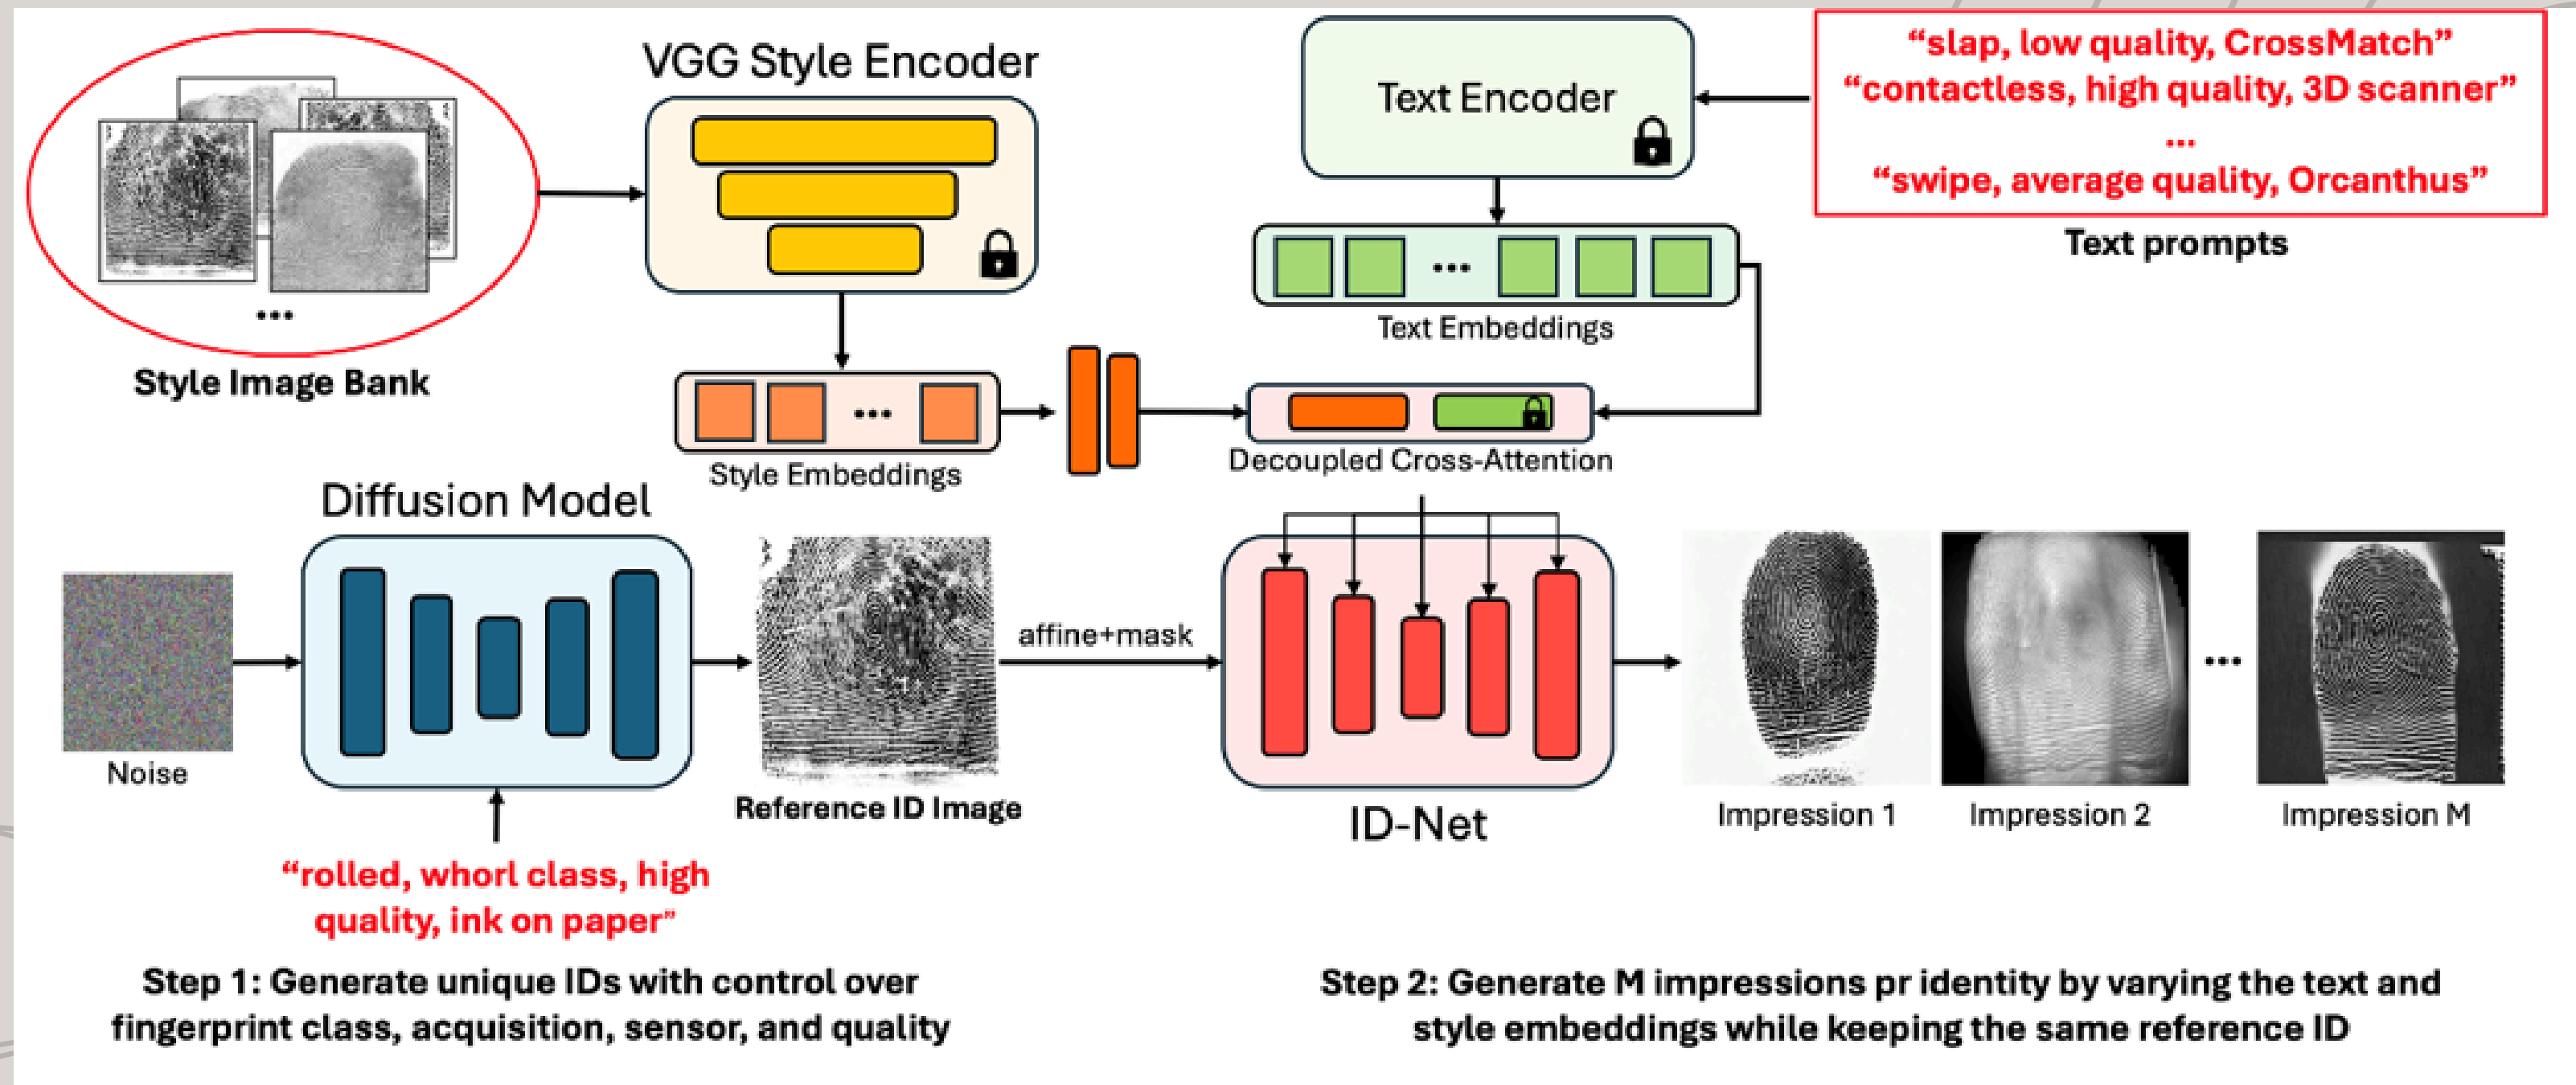 VGG Style Encoder
Text Encoder
“slap, low quality, CrossMatch”
“contactless, high quality, 3D scanner”
...
“swipe, average quality, Orcanthus”
Text prompts
...
Style Image Bank
...
Text Embeddings
...
Style Embeddings
Decoupled Cross-Attention
Diffusion Model
Noise
“rolled, whorl class, high
quality, ink on paper”
Reference ID Image
affine+mask
ID-Net
...
Impression 1
Impression 2
Impression M
Step 1: Generate unique IDs with control over
fingerprint class, acquisition, sensor, and quality
Step 2: Generate M impressions pr identity by varying the text and
style embeddings while keeping the same reference ID